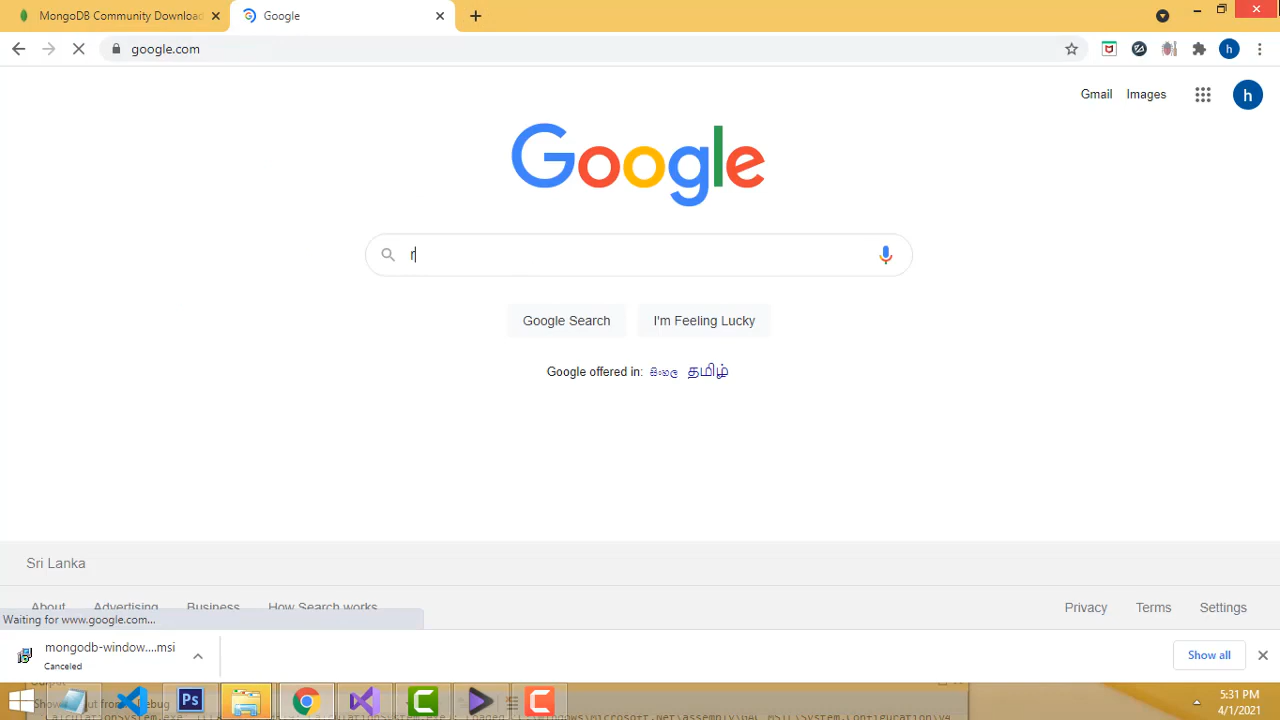 MongoDB Community Download
Google
google.com
h
Gmail
Images
h
Google
r
Google Search
I'm Feeling Lucky
Google offered in: සිංහල தமிழ்
Sri Lanka
About
Advertising
Business
How Search works
Privacy
Terms
Settings
Waiting for www.google.com...
mongodb-window....msi
Canceled
Show all
Ps
5:31 PM
4/1/2021